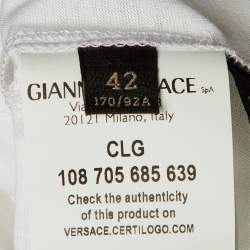 42
170/92A
GIANN ACE SpA
Via
20121 Milano, Italy
CLG
108 705 685 639
Check the authenticity
of this product on
VERSACE.CERTILOGO.COM